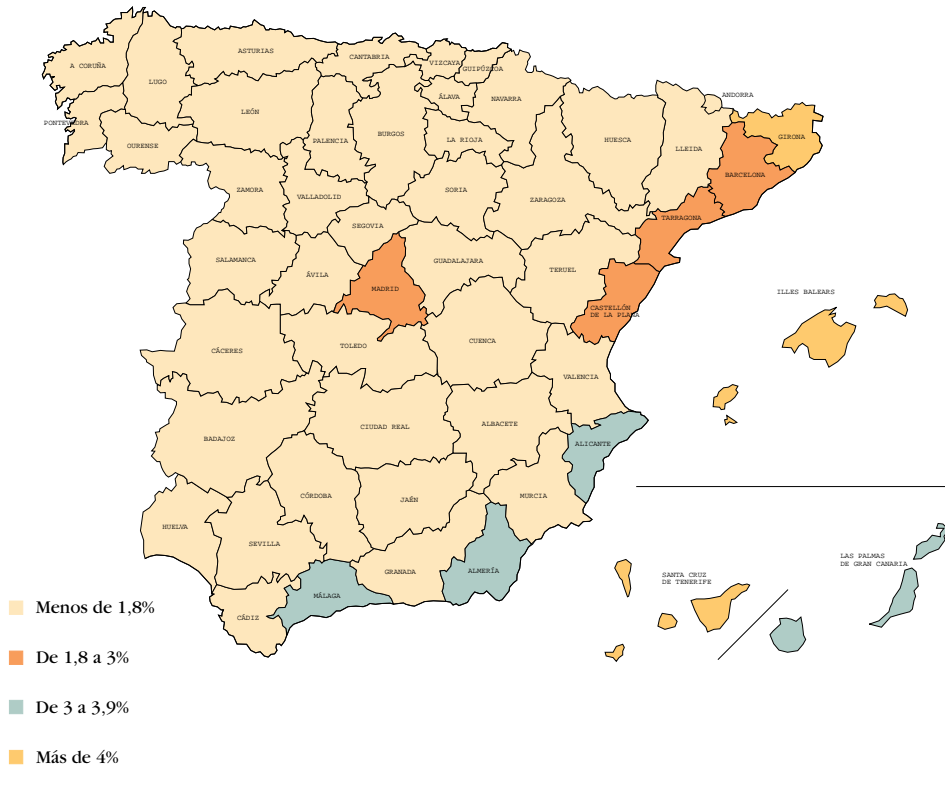 A CORUÑA
LUGO
ASTURIAS
CANTABRIA
VIZCAYA
GUIPÚZCOA
PONTEVEDRA
OURENSE
LEÓN
PALENCIA
BURGOS
ÁLAVA
NAVARRA
LA RIOJA
HUESCA
LLEIDA
ANDORRA
GIRONA
BARCELONA
TARRAGONA
ZAMORA
VALLADOLID
SORIA
ZARAGOZA
SEGOVIA
SALAMANCA
ÁVILA
MADRID
GUADALAJARA
TERUEL
CASTELLÓN
DE LA PLANA
ILLES BALEARS
CÁCERES
TOLEDO
CUENCA
VALENCIA
BADAJOZ
CIUDAD REAL
ALBACETE
ALICANTE
HUELVA
SEVILLA
CÓRDOBA
JAÉN
MURCIA
CÁDIZ
MÁLAGA
GRANADA
ALMERÍA
SANTA CRUZ
DE TENERIFE
LAS PALMAS
DE GRAN CANARIA
Menos de 1,8%
De 1,8 a 3%
De 3 a 3,9%
Más de 4%